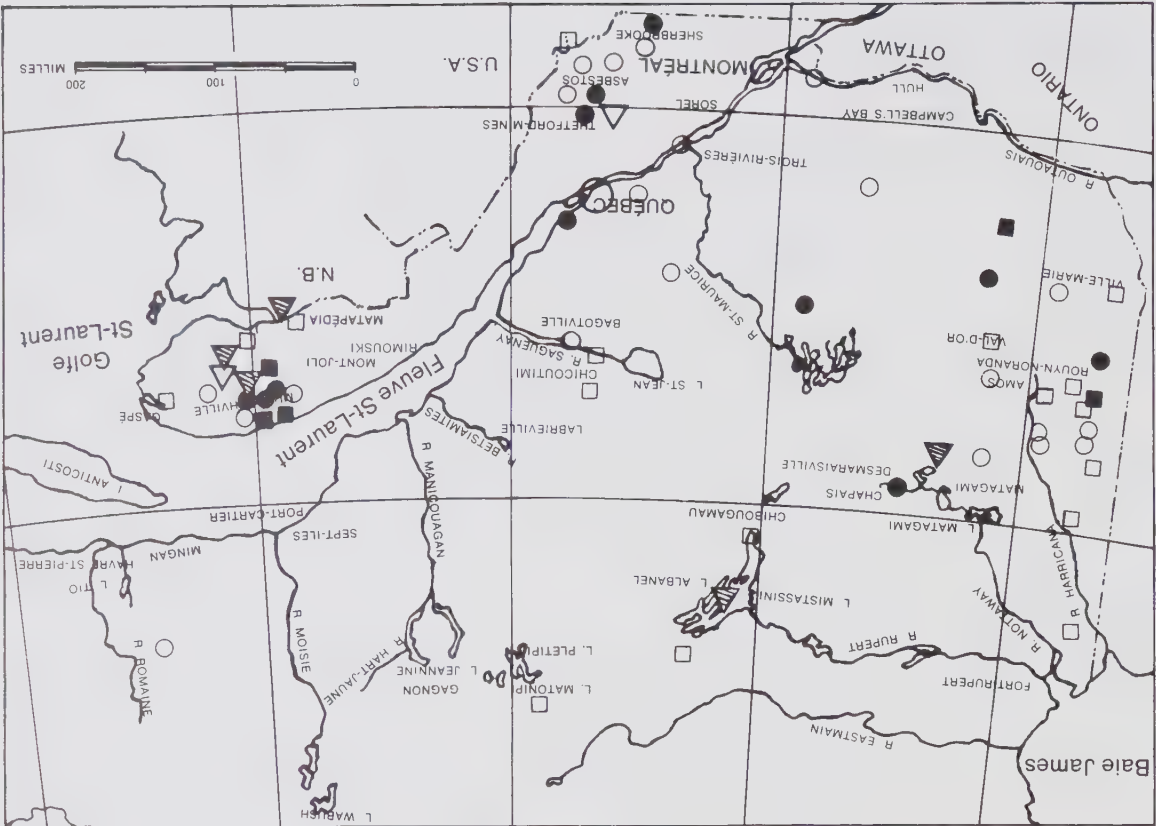 L WABUSH
Baie James
R EASTMAIN
R ROMAINE
L. MATONIPI
GAGNON
L JEANNINE
R HART-JAUNE
R MOISIE
FORT-RUPERT
R RUPERT
L. PLETIPI
R. NOTTAWAY
R HARRICANA
L MISTASSINI
L ALBANEL
L. TIO
HAVRE ST-PIERRE
MINGAN
SEPT-ILES
PORT-CARTIER
L MATAGAMI
MATAGAMI
CHIBOUGAMAU
CHAPAIS
DESMARAISVILLE
R MANICOUAGAN
I ANTICOSTI
BETSIAMITES
LABRIEVILLE
Fleuve St-Laurent
GASPÉ
AMOS
ROUYN-NORANDA
VAL-D'OR
L ST-JEAN
CHICOUTIMI
R. SAGUENAY
BAGOTVILLE
MONT-JOLI
RIMOUSKI
MATAPÉDIA
Golfe
St-Laurent
VILLE-MARIE
R ST-MAURICE
N.B.
QUÉBEC
R OUTAOUAIS
TROIS-RIVIÈRES
CAMPBELL'S BAY
SOREL
THETFORD-MINES
ONTARIO
HULL
OTTAWA
MONTRÉAL
ASBESTOS
SHERBROOKE
U.S.A.
0 100 200
MILLES